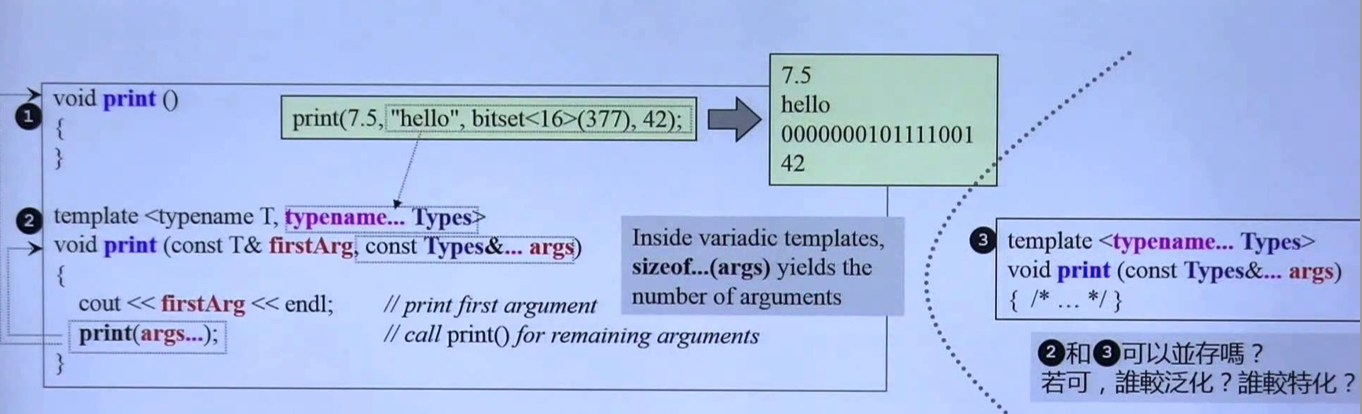 ❶ void print ()
{
}
print(7.5, "hello", bitset<16>(377), 42);
7.5
hello
0000000101111001
42
❷ template <typename T, typename... Types>
void print (const T& firstArg, const Types&... args)
{
cout << firstArg << endl; // print first argument
print(args...); // call print() for remaining arguments
}
Inside variadic templates,
sizeof...(args) yields the
number of arguments
❸ template <typename... Types>
void print (const Types&... args)
{ /* … */ }
❷和❸可以並存嗎？
若可，誰較泛化？誰較特化？